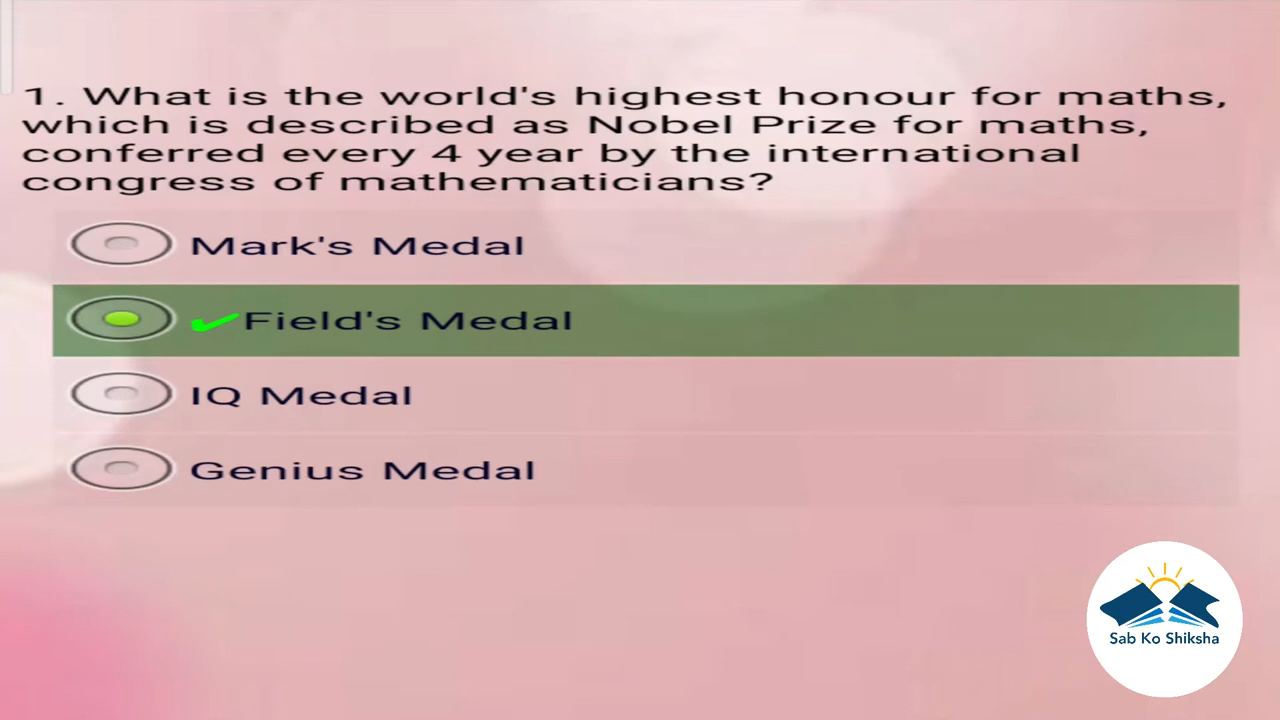 1. What is the world's highest honour for maths,
which is described as Nobel Prize for maths,
conferred every 4 year by the international
congress of mathematicians?
Mark's Medal
✔Field's Medal
IQ Medal
Genius Medal
Sab Ko Shiksha